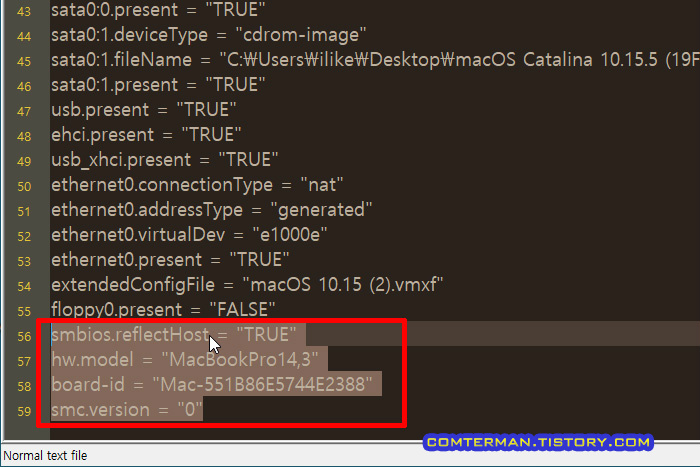 43 sata0:0.present = "TRUE"
44 sata0:1.deviceType = "cdrom-image"
45 sata0:1.fileName = "C:₩Users₩ilike₩Desktop₩macOS Catalina 10.15.5 (19F
46 sata0:1.present = "TRUE"
47 usb.present = "TRUE"
48 ehci.present = "TRUE"
49 usb_xhci.present = "TRUE"
50 ethernet0.connectionType = "nat"
51 ethernet0.addressType = "generated"
52 ethernet0.virtualDev = "e1000e"
53 ethernet0.present = "TRUE"
54 extendedConfigFile = "macOS 10.15 (2).vmxf"
55 floppy0.present = "FALSE"
56 smbios.reflectHost = "TRUE"
57 hw.model = "MacBookPro14,3"
58 board-id = "Mac-551B86E5744E2388"
59 smc.version = "0"
COMTERMAN.TISTORY.COM
Normal text file